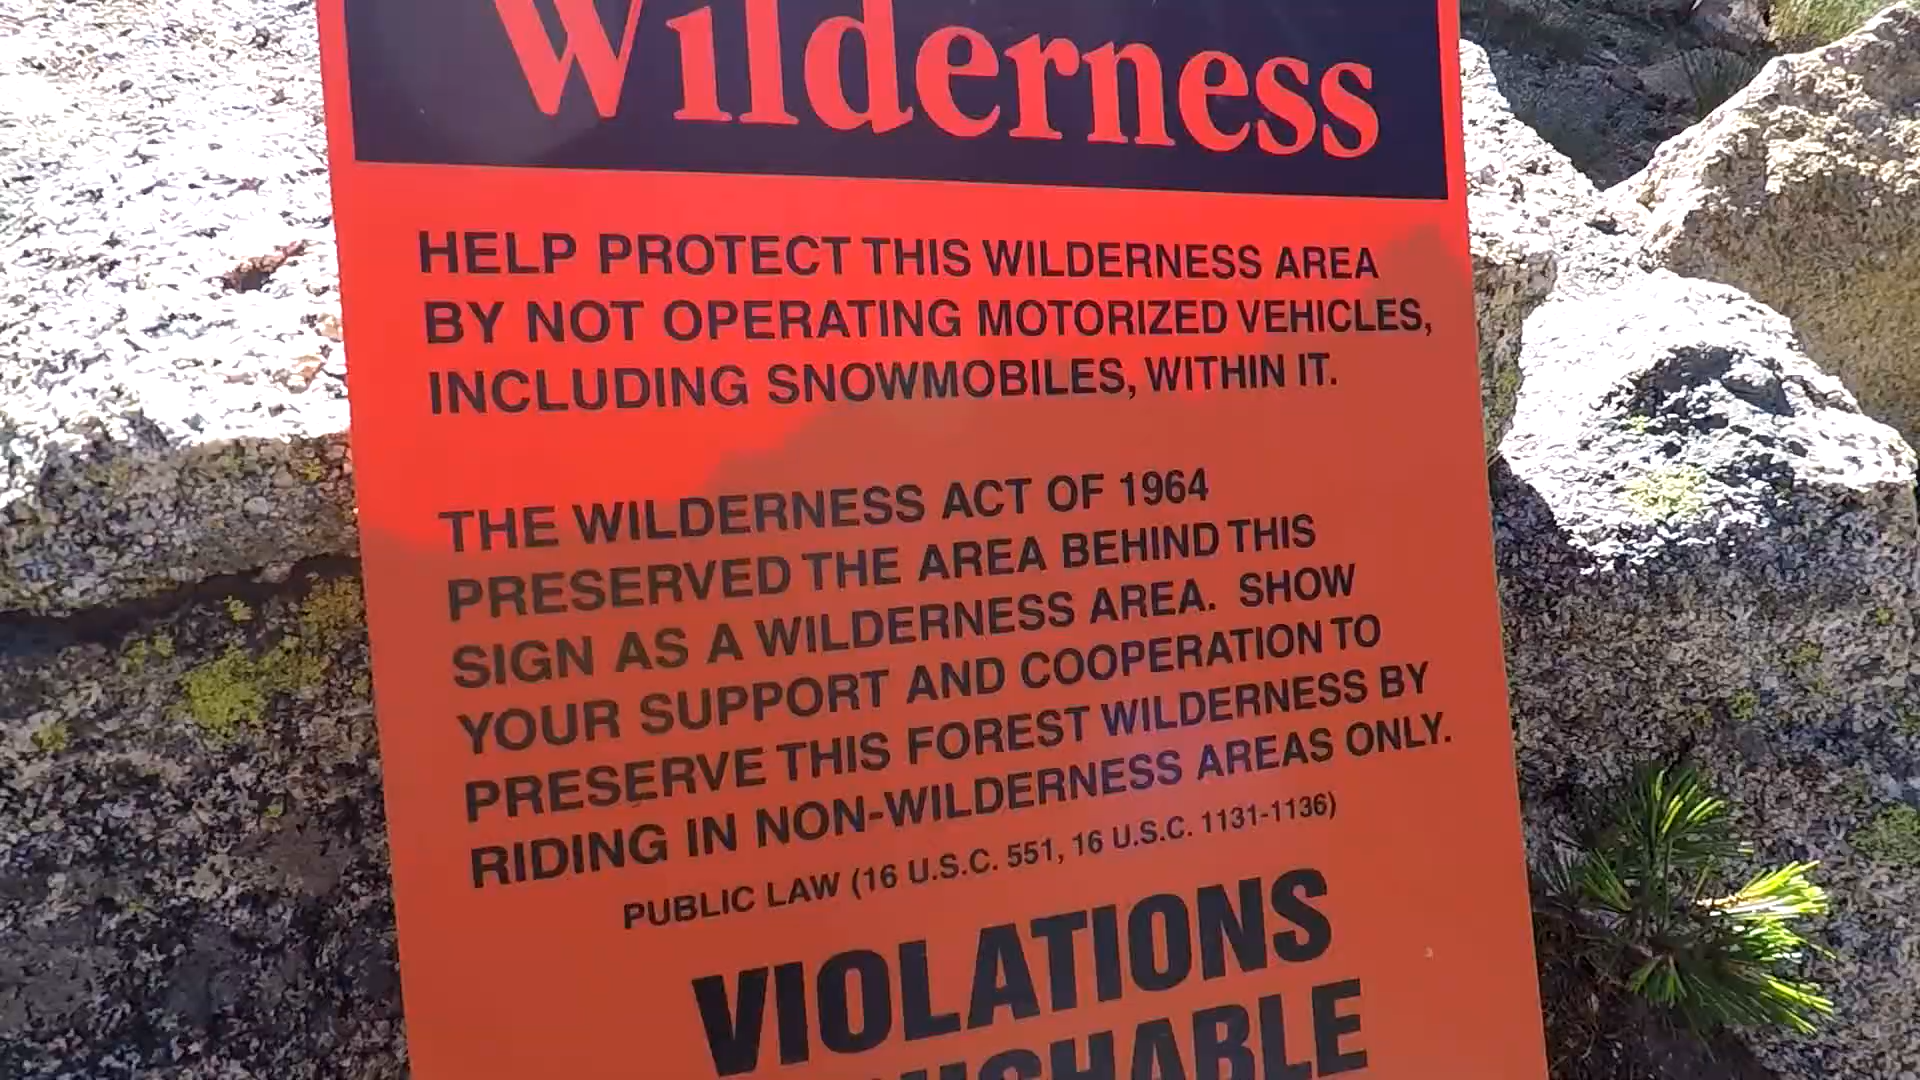 Wilderness
HELP PROTECT THIS WILDERNESS AREA
BY NOT OPERATING MOTORIZED VEHICLES,
INCLUDING SNOWMOBILES, WITHIN IT.
THE WILDERNESS ACT OF 1964
PRESERVED THE AREA BEHIND THIS
SIGN AS A WILDERNESS AREA. SHOW
YOUR SUPPORT AND COOPERATION TO
PRESERVE THIS FOREST WILDERNESS BY
RIDING IN NON-WILDERNESS AREAS ONLY.
PUBLIC LAW (16 U.S.C. 551, 16 U.S.C. 1131-1136)
VIOLATIONS